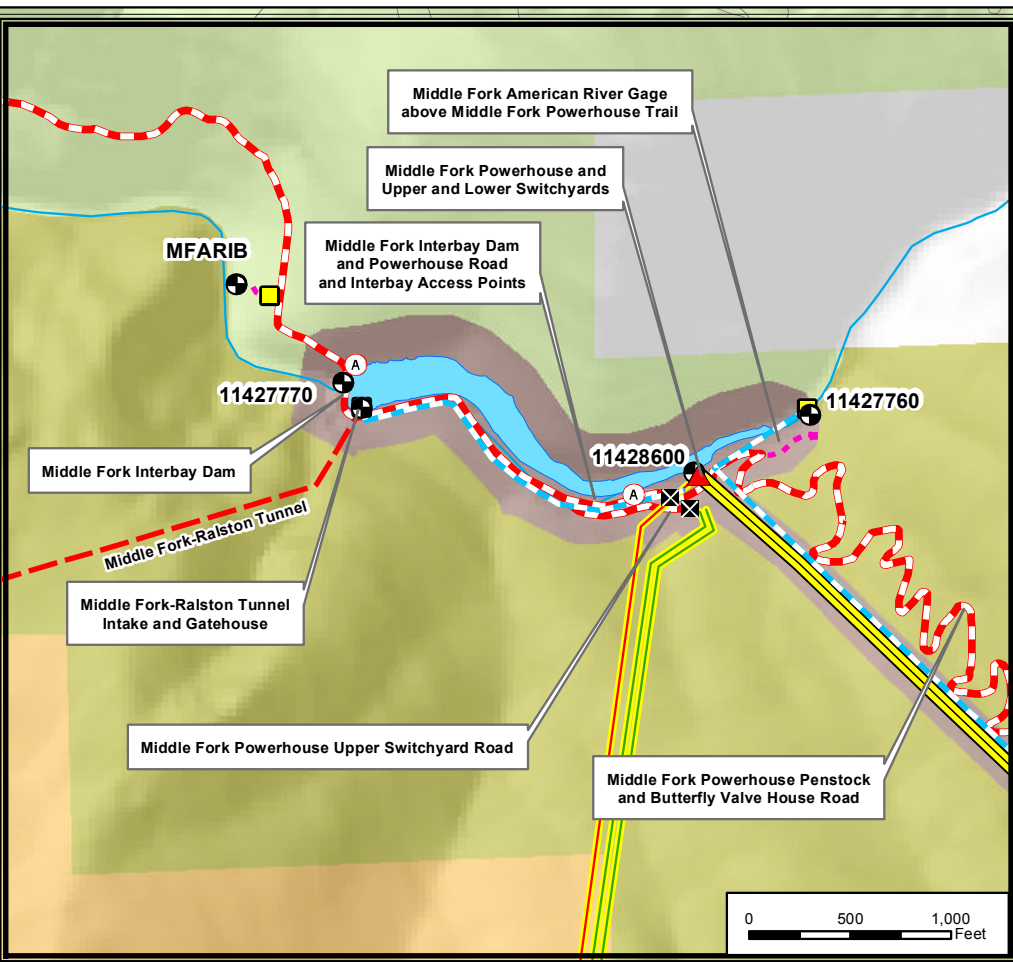 Middle Fork American River Gage
above Middle Fork Powerhouse Trail
Middle Fork Powerhouse and
Upper and Lower Switchyards
Middle Fork Interbay Dam
and Powerhouse Road
and Interbay Access Points
MFARIB
A
11427770
11427760
11428600
A
Middle Fork Interbay Dam
Middle Fork-Ralston Tunnel
Middle Fork-Ralston Tunnel
Intake and Gatehouse
Middle Fork Powerhouse Upper Switchyard Road
Middle Fork Powerhouse Penstock
and Butterfly Valve House Road
0 500 1,000
Feet